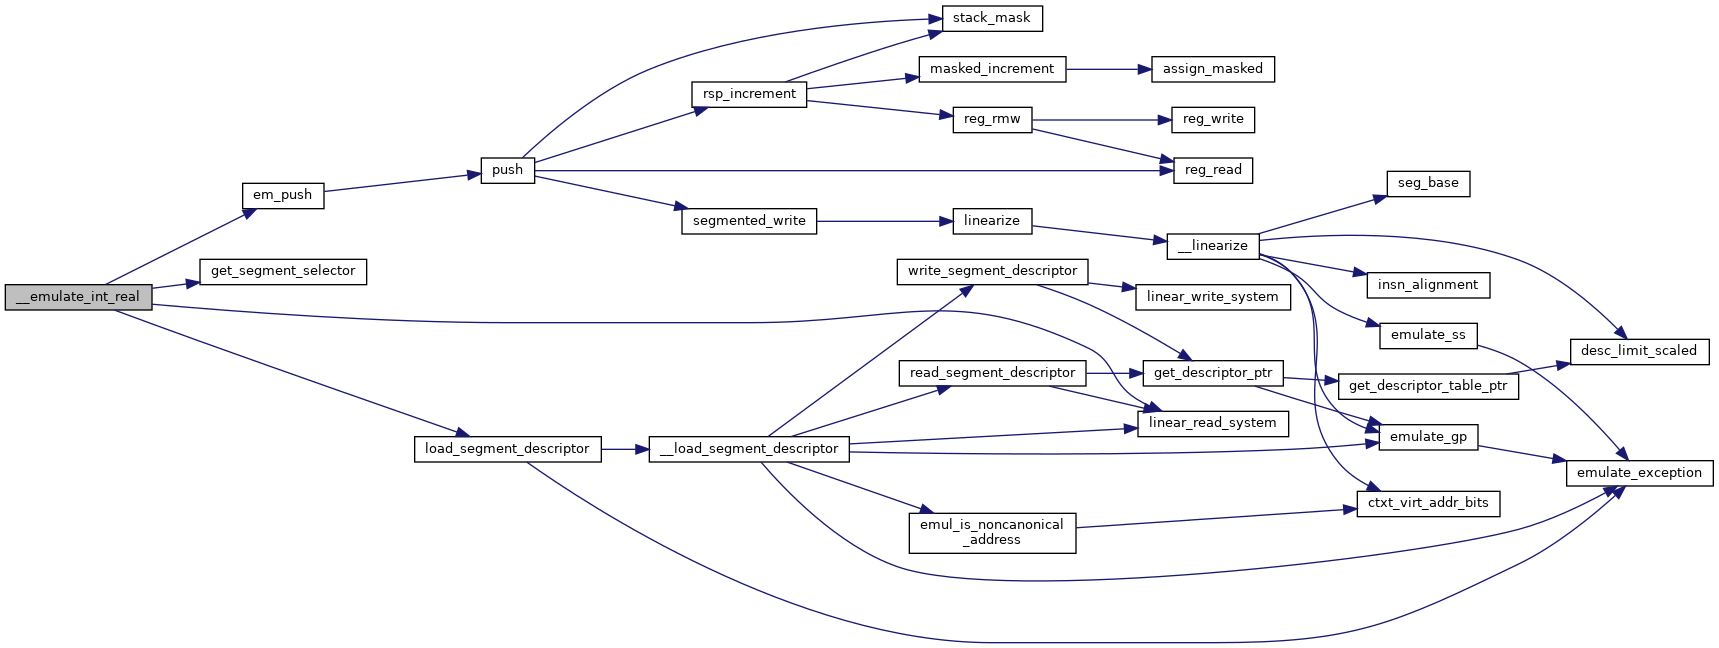 stack_mask
masked_increment
assign_masked
rsp_increment
reg_rmw
reg_write
push
reg_read
seg_base
em_push
segmented_write
linearize
__linearize
get_segment_selector
write_segment_descriptor
insn_alignment
__emulate_int_real
linear_write_system
emulate_ss
desc_limit_scaled
read_segment_descriptor
get_descriptor_ptr
get_descriptor_table_ptr
linear_read_system
emulate_gp
load_segment_descriptor
__load_segment_descriptor
emulate_exception
ctxt_virt_addr_bits
emul_is_noncanonical
_address